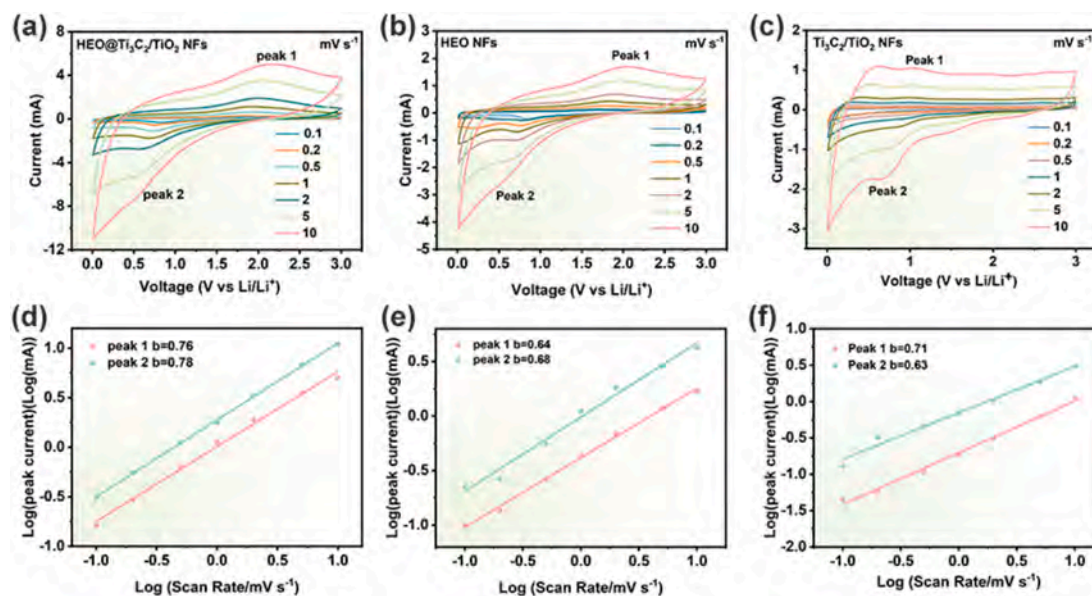 (a)
HEO@Ti₃C₂/TiO₂ NFs
mV s⁻¹
peak 1
peak 2
0.1
0.2
0.5
1
2
5
10
Current (mA)
4
0
-4
-8
-12
0.0 0.5 1.0 1.5 2.0 2.5 3.0
Voltage (V vs Li/Li⁺)
(b)
HEO NFs
mV s⁻¹
Peak 1
Peak 2
0.1
0.2
0.5
1
2
5
10
Current (mA)
3
2
1
0
-1
-2
-3
-4
-5
0.0 0.5 1.0 1.5 2.0 2.5 3.0
Voltage (V vs Li/Li⁺)
(c)
Ti₃C₂/TiO₂ NFs
mV s⁻¹
Peak 1
Peak 2
0.1
0.2
0.5
1
2
5
10
Current (mA)
2
1
0
-1
-2
-3
0 1 2 3
Voltage (V vs Li/Li⁺)
(d)
peak 1 b=0.76
peak 2 b=0.78
Log(peak current)(Log(mA))
1.0
0.5
0.0
-0.5
-1.0
-1.0 -0.5 0.0 0.5 1.0
Log (Scan Rate/mV s⁻¹)
(e)
peak 1 b=0.64
peak 2 b=0.68
Log(peak current)(Log(mA))
0.5
0.0
-0.5
-1.0
-1.0 -0.5 0.0 0.5 1.0
Log (Scan Rate/mV s⁻¹)
(f)
Peak 1 b=0.71
Peak 2 b=0.63
Log(peak current)(Log(mA))
1.0
0.5
0.0
-0.5
-1.0
-1.5
-2.0
-1.0 -0.5 0.0 0.5 1.0
Log (Scan Rate/mV s⁻¹)